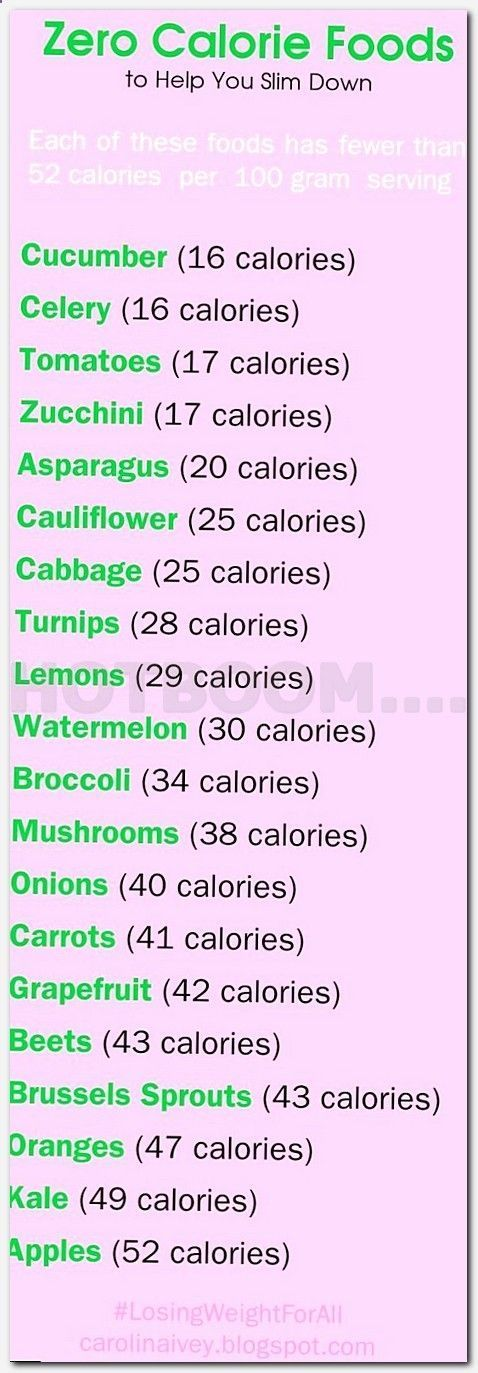 Zero Calorie Foods
to Help You Slim Down
Each of these foods has fewer than
52 calories per 100 gram serving
Cucumber (16 calories)
Celery (16 calories)
Tomatoes (17 calories)
Zucchini (17 calories)
Asparagus (20 calories)
Cauliflower (25 calories)
Cabbage (25 calories)
Turnips (28 calories)
Lemons (29 calories)
HOTBOOM....
Watermelon (30 calories)
Broccoli (34 calories)
Mushrooms (38 calories)
Onions (40 calories)
Carrots (41 calories)
Grapefruit (42 calories)
Beets (43 calories)
Brussels Sprouts (43 calories)
Oranges (47 calories)
Kale (49 calories)
Apples (52 calories)
#LosingWeightForAll
carolinaivey.blogspot.com